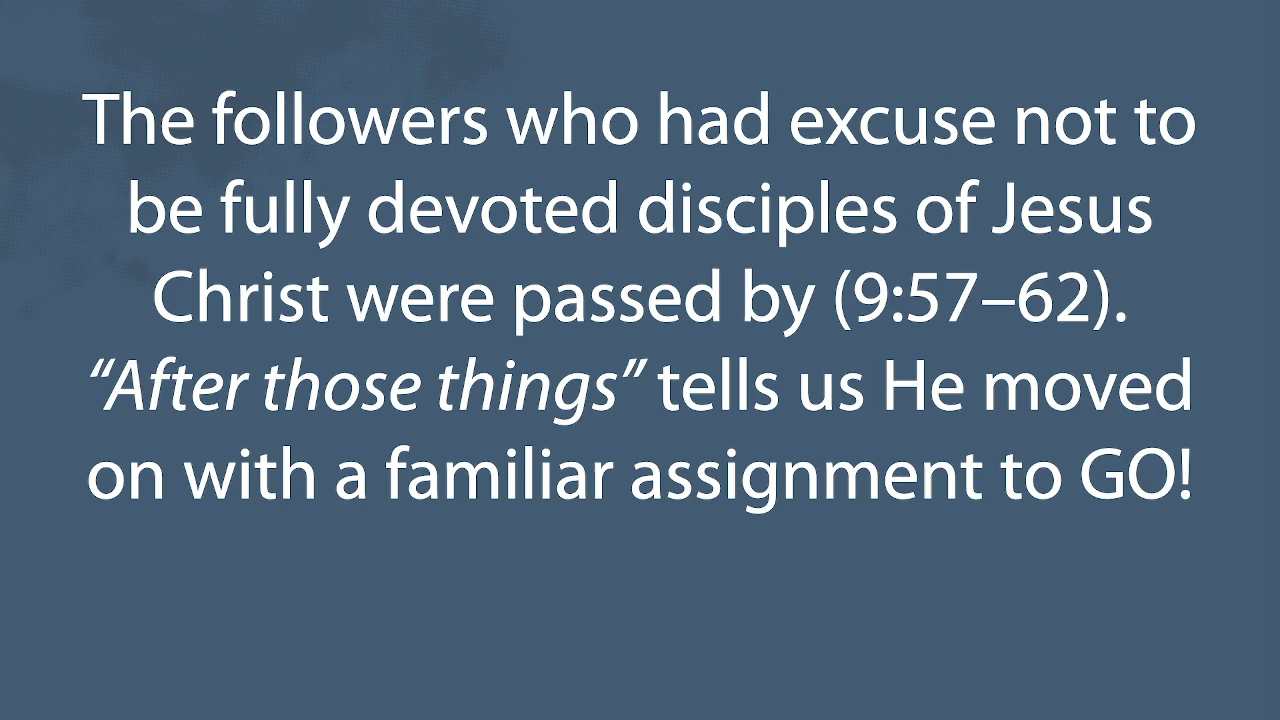 The followers who had excuse not to
be fully devoted disciples of Jesus
Christ were passed by (9:57–62).
“After those things” tells us He moved
on with a familiar assignment to GO!